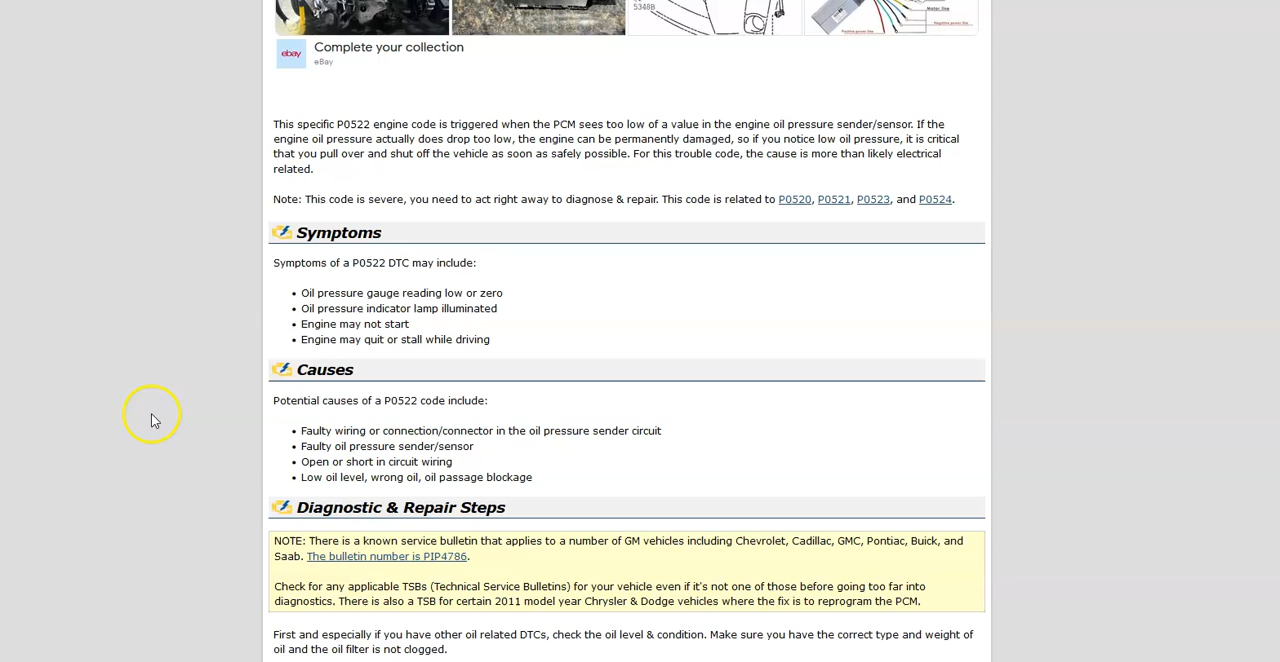 5348B
Motor line
Negative power line
Positive power line
ebay
Complete your collection
eBay
This specific P0522 engine code is triggered when the PCM sees too low of a value in the engine oil pressure sender/sensor. If the
engine oil pressure actually does drop too low, the engine can be permanently damaged, so if you notice low oil pressure, it is critical
that you pull over and shut off the vehicle as soon as safely possible. For this trouble code, the cause is more than likely electrical
related.
Note: This code is severe, you need to act right away to diagnose & repair. This code is related to P0520, P0521, P0523, and P0524.
Symptoms
Symptoms of a P0522 DTC may include:
• Oil pressure gauge reading low or zero
• Oil pressure indicator lamp illuminated
• Engine may not start
• Engine may quit or stall while driving
Causes
Potential causes of a P0522 code include:
• Faulty wiring or connection/connector in the oil pressure sender circuit
• Faulty oil pressure sender/sensor
• Open or short in circuit wiring
• Low oil level, wrong oil, oil passage blockage
Diagnostic & Repair Steps
NOTE: There is a known service bulletin that applies to a number of GM vehicles including Chevrolet, Cadillac, GMC, Pontiac, Buick, and
Saab. The bulletin number is PIP4786.
Check for any applicable TSBs (Technical Service Bulletins) for your vehicle even if it's not one of those before going too far into
diagnostics. There is also a TSB for certain 2011 model year Chrysler & Dodge vehicles where the fix is to reprogram the PCM.
First and especially if you have other oil related DTCs, check the oil level & condition. Make sure you have the correct type and weight of
oil and the oil filter is not clogged.